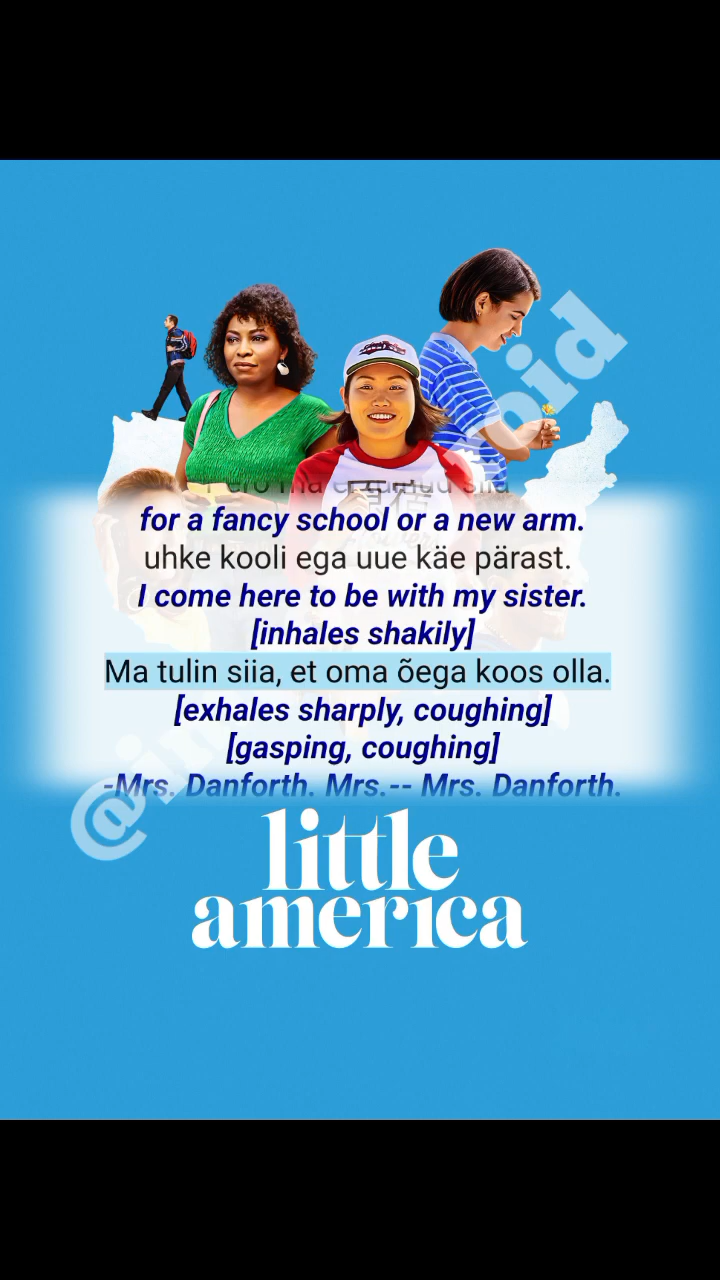 for a fancy school or a new arm.
uhke kooli ega uue käe pärast.
I come here to be with my sister.
[inhales shakily]
Ma tulin siia, et oma õega koos olla.
[exhales sharply, coughing]
[gasping, coughing]
-Mrs. Danforth. Mrs.-- Mrs. Danforth.
little
america